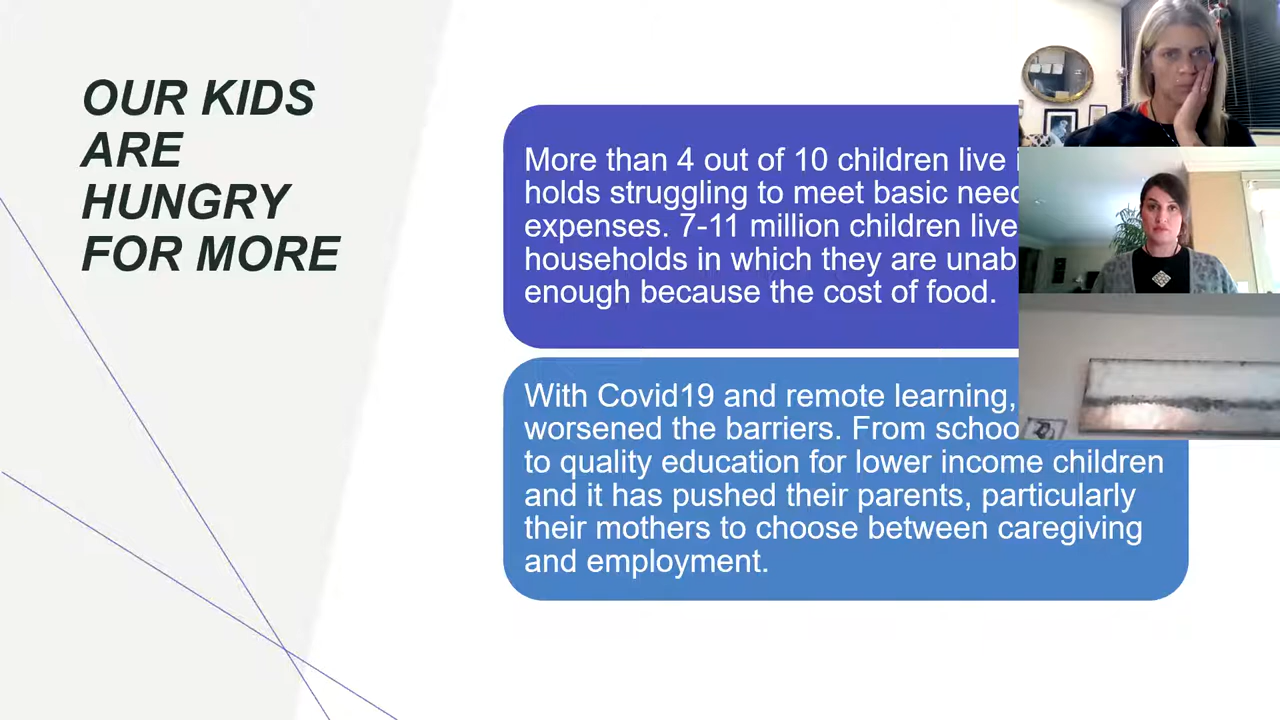 OUR KIDS
ARE
HUNGRY
FOR MORE
More than 4 out of 10 children live
holds struggling to meet basic
expenses. 7-11 million children live
households in which they are
enough because the cost of food.
With Covid19 and remote learning,
worsened the barriers. From
to quality education for lower income children
and it has pushed their parents, particularly
their mothers to choose between caregiving
and employment.